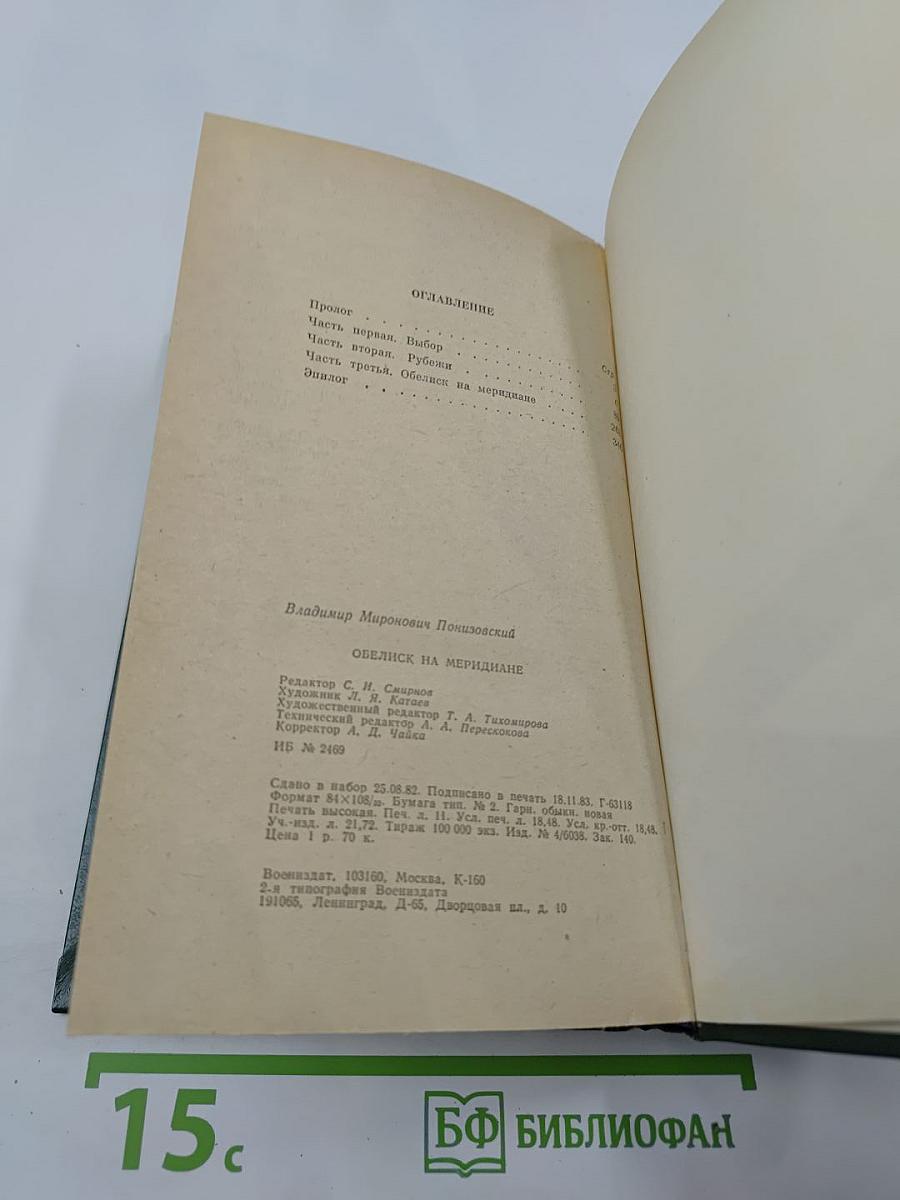 ОГЛАВЛЕНИЕ
Стр.
Пролог . . . . . . . . . . . . . .
Часть первая. Выбор . . . . . . . . .
Часть вторая. Рубежи . . . . . . . . .
Часть третья. Обелиск на меридиане . . . .
Эпилог . . . . . . . . . . . . . .
Владимир Миронович Понизовский
ОБЕЛИСК НА МЕРИДИАНЕ
Редактор С. И. Смирнов
Художник Л. Я. Катаев
Художественный редактор Т. А. Тихомирова
Технический редактор А. А. Перескокова
Корректор А. Д. Чайка
ИБ № 2469
Сдано в набор 25.08.82. Подписано в печать 18.11.83. Г-63118
Формат 84×108/32. Бумага тип. № 2. Гарн. обыкн. новая
Печать высокая. Печ. л. 11. Усл. печ. л. 18,48. Усл. кр.-отт. 18,48.
Уч.-изд. л. 21,72. Тираж 100 000 экз. Изд. № 4/6038. Зак. 140.
Цена 1 р. 70 к.
Воениздат, 103160, Москва, К-160
2-я типография Воениздата
191065, Ленинград, Д-65, Дворцовая пл., д. 10
15 с
БФ БИБЛИОФАН